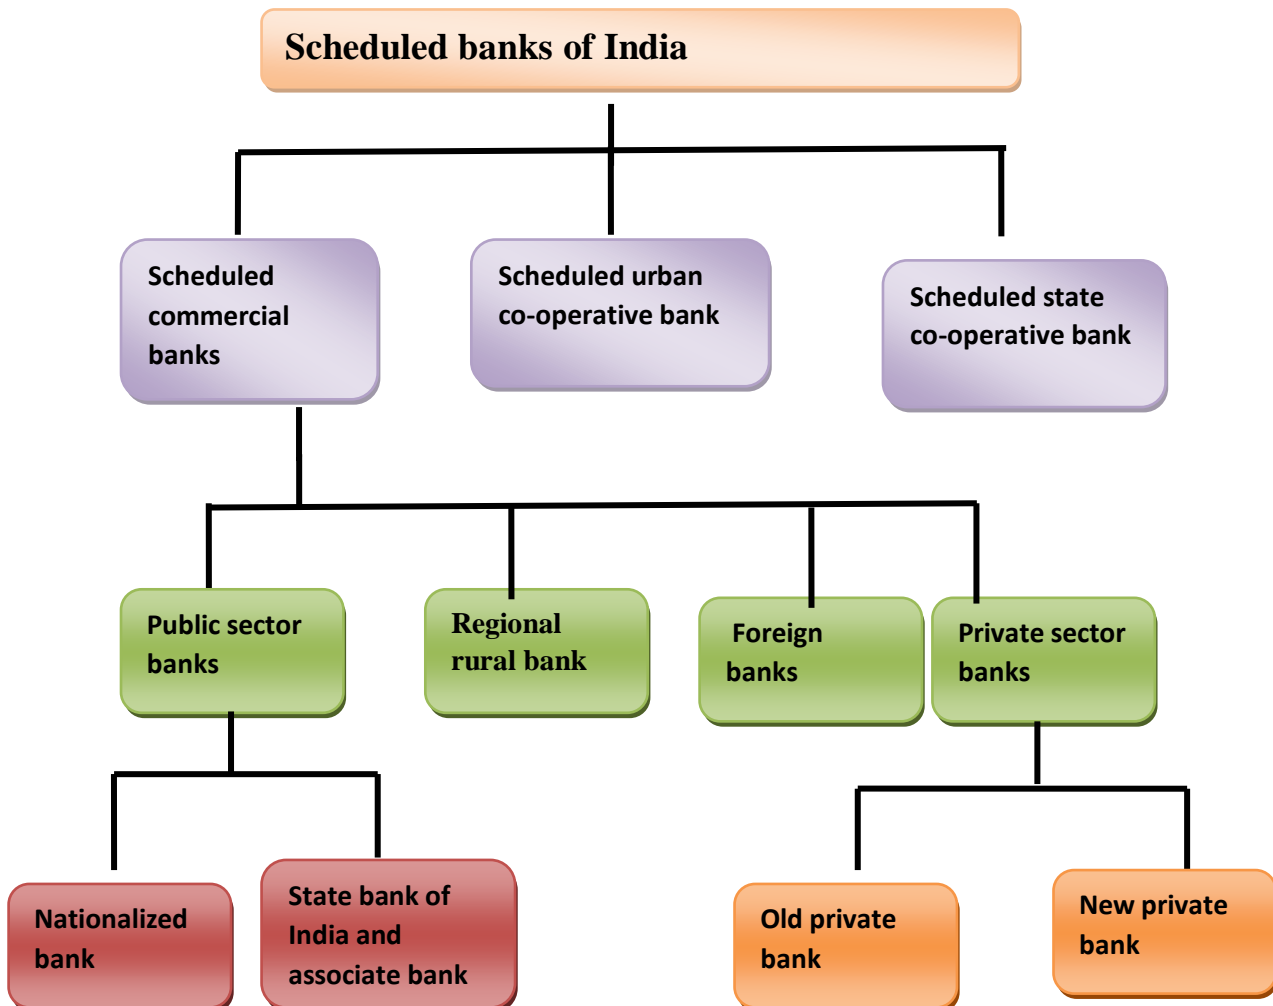 Scheduled banks of India
Scheduled
commercial
banks
Scheduled urban
co-operative bank
Scheduled state
co-operative bank
Public sector
banks
Regional
rural bank
Foreign
banks
Private sector
banks
Nationalized
bank
State bank of
India and
associate bank
Old private
bank
New private
bank